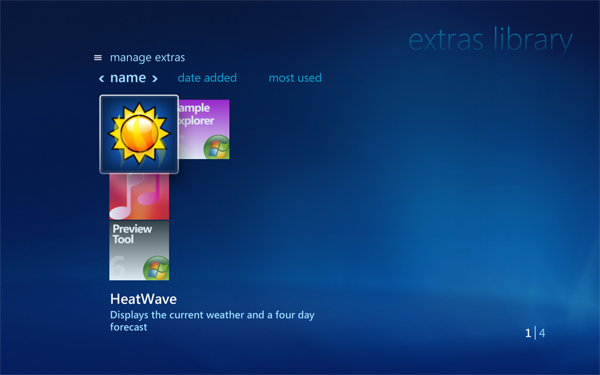 extras library
manage extras
name
date added
most used
ample
xplorer
Preview
Tool
6
HeatWave
Displays the current weather and a four day
forecast
1|4